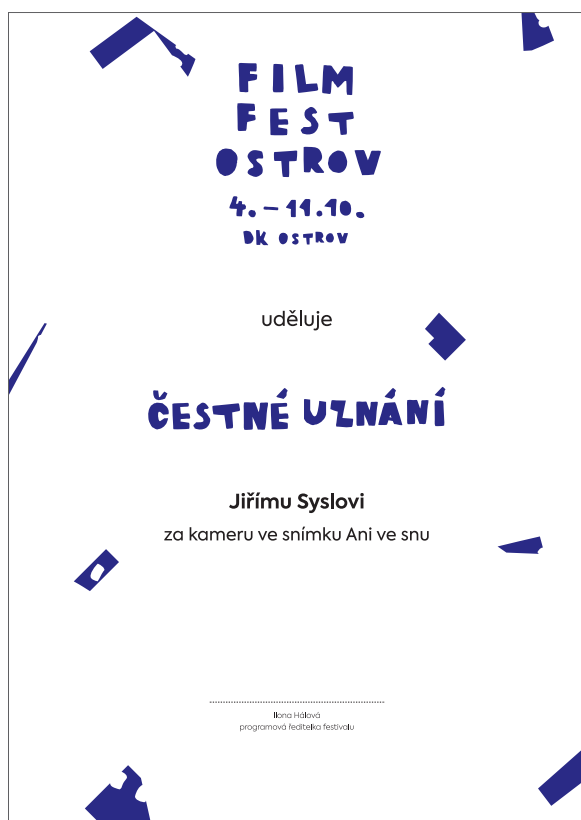 FILM
FEST
OSTROV
4. – 11.10.
DK OSTROV
uděluje
ČESTNÉ UZNÁNÍ
Jiřímu Syslovi
za kameru ve snímku Ani ve snu
Ilona Hálová
programová ředitelka festivalu